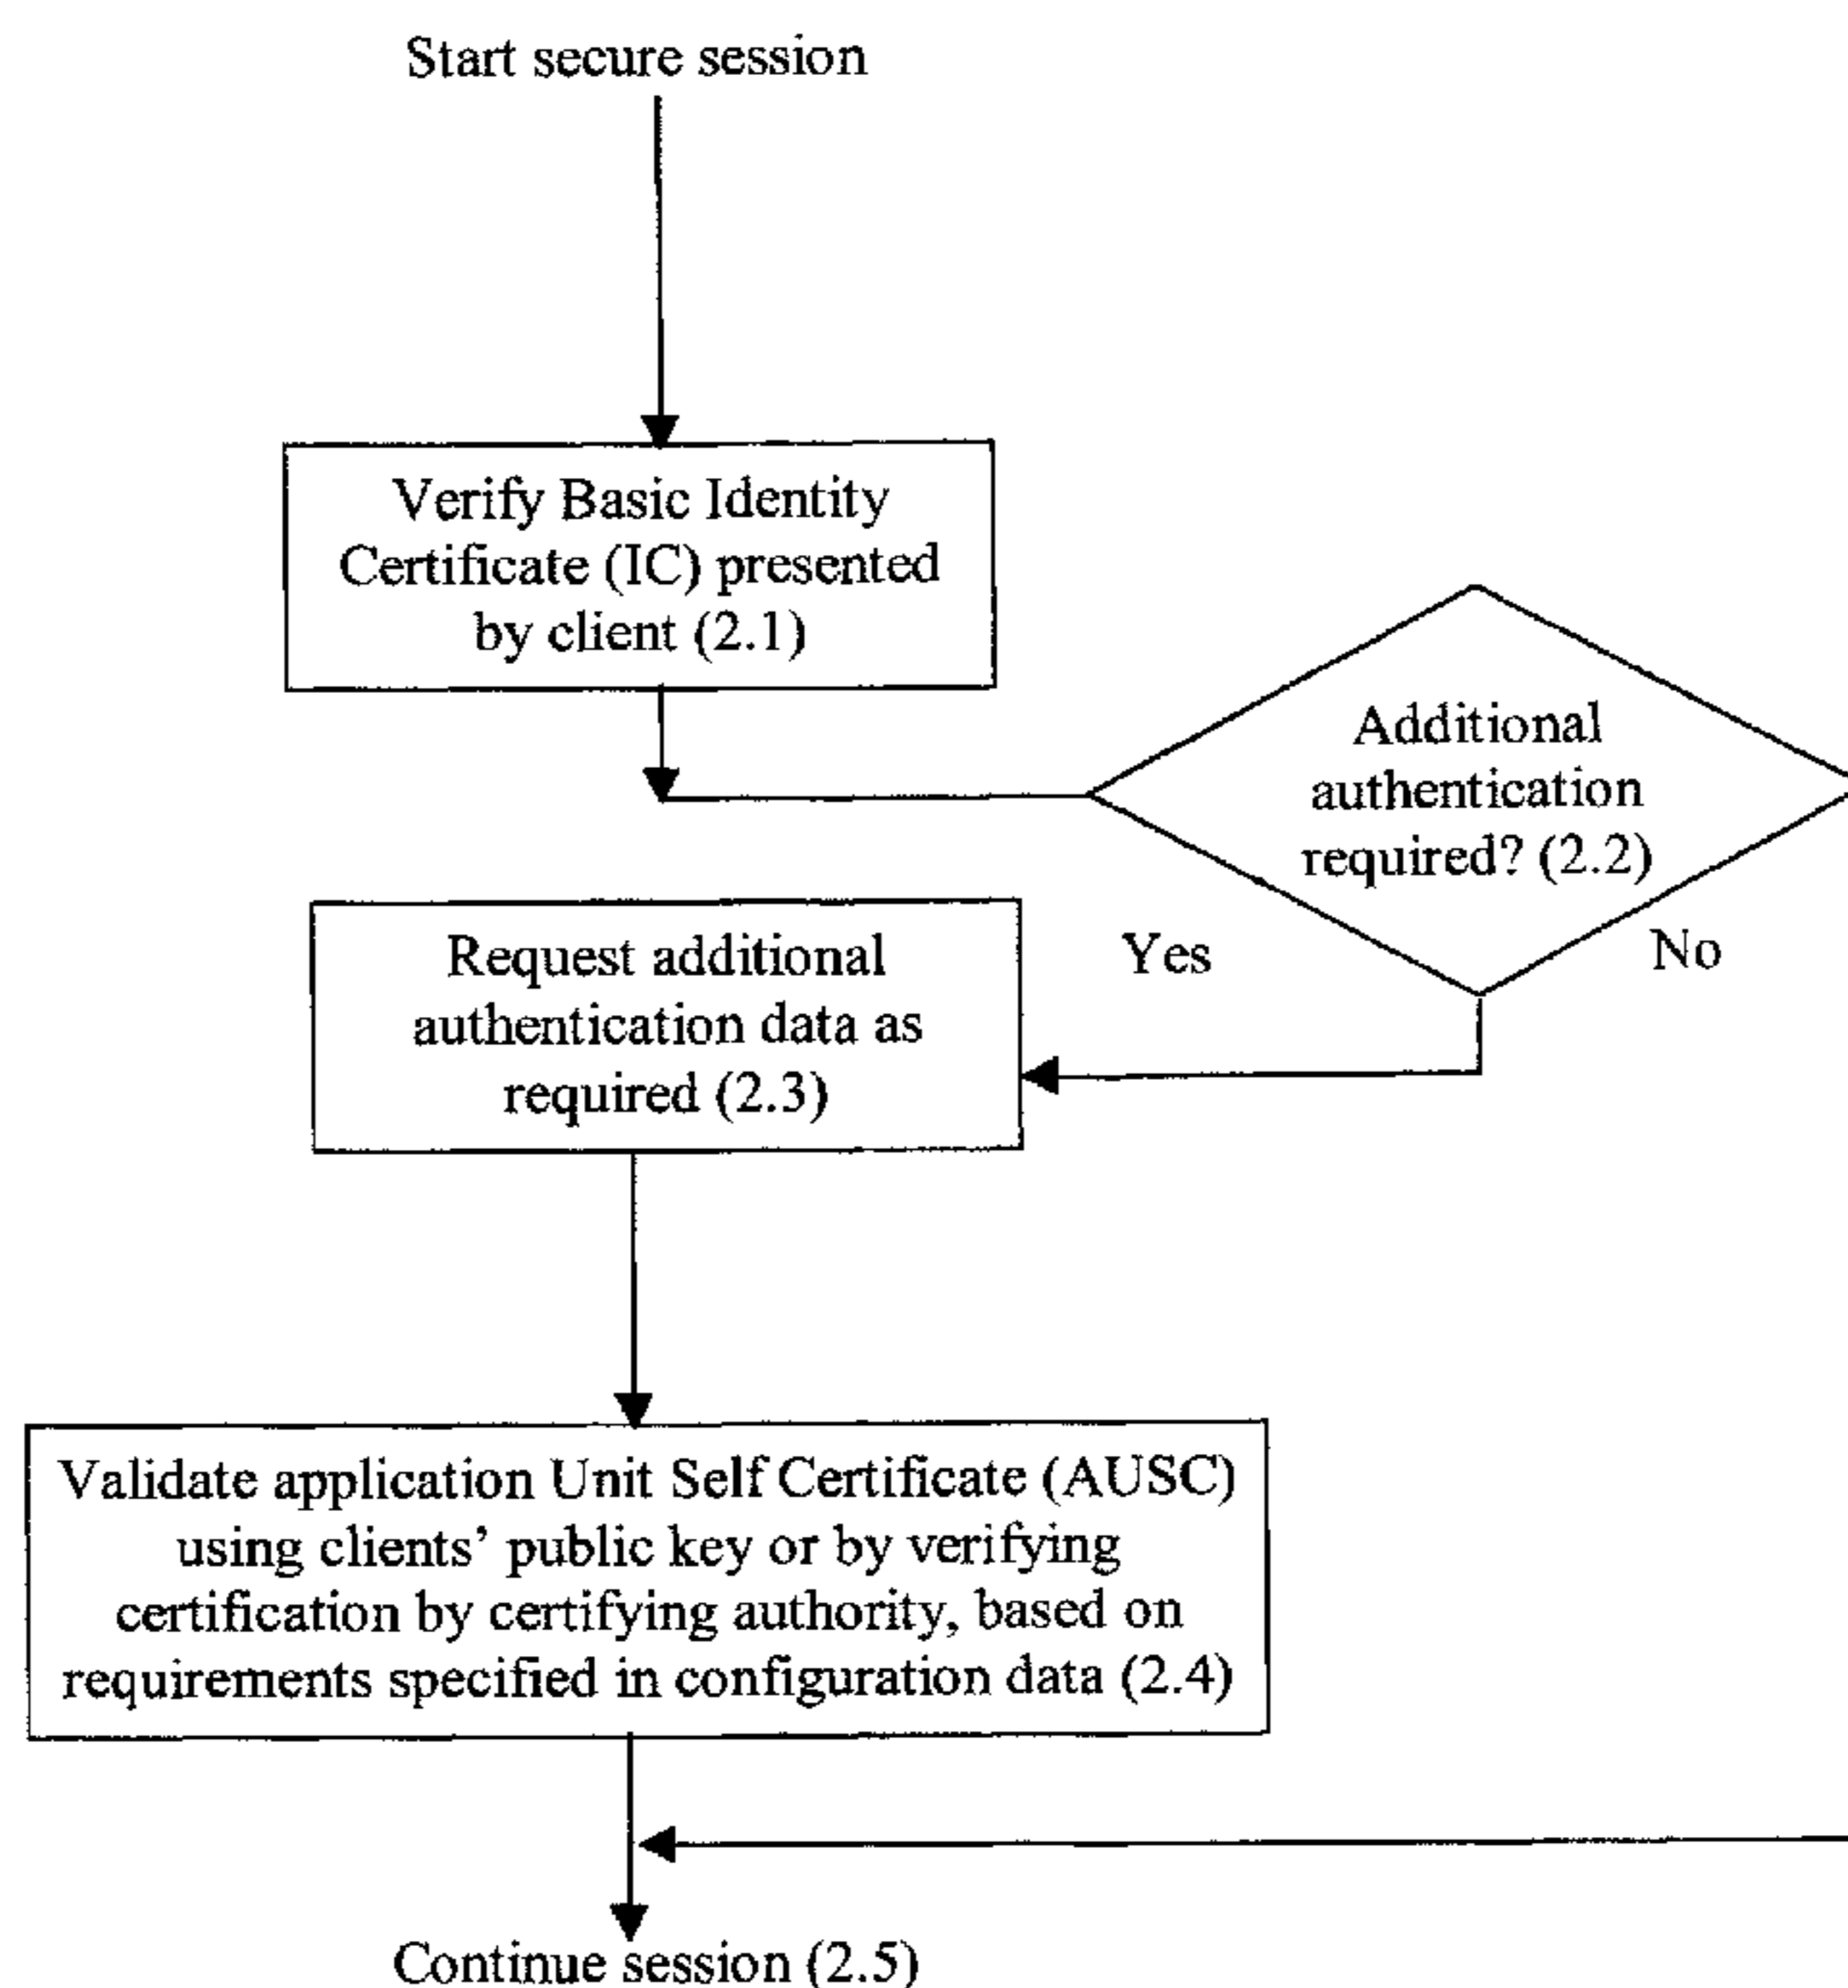 Start secure session
Verify Basic Identity
Certificate (IC) presented
by client (2.1)
Additional
authentication
required? (2.2)
Yes
No
Request additional
authentication data as
required (2.3)
Validate application Unit Self Certificate (AUSC)
using clients’ public key or by verifying
certification by certifying authority, based on
requirements specified in configuration data (2.4)
Continue session (2.5)